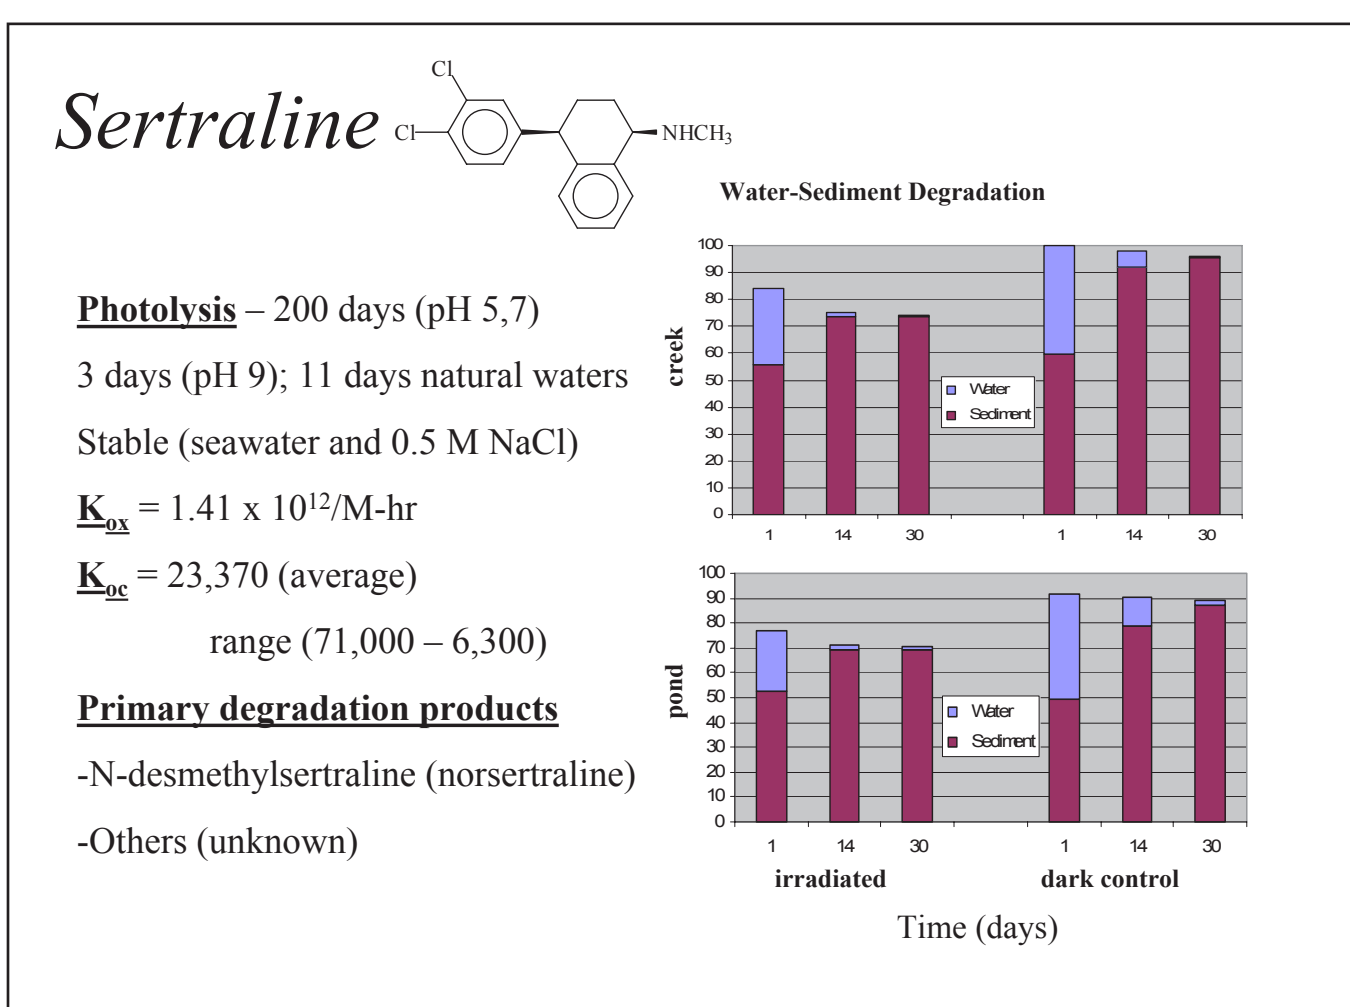 Sertraline
Cl
Cl
NHCH3
Photolysis – 200 days (pH 5,7)
3 days (pH 9); 11 days natural waters
Stable (seawater and 0.5 M NaCl)
Kox = 1.41 x 10^12/M-hr
Koc = 23,370 (average)
range (71,000 – 6,300)
Primary degradation products
-N-desmethylsertraline (norsertraline)
-Others (unknown)
Water-Sediment Degradation
creek
100
90
80
70
60
50
40
30
20
10
0
1 14 30 1 14 30
Water
Sediment
pond
100
90
80
70
60
50
40
30
20
10
0
1 14 30 1 14 30
Water
Sediment
irradiated dark control
Time (days)